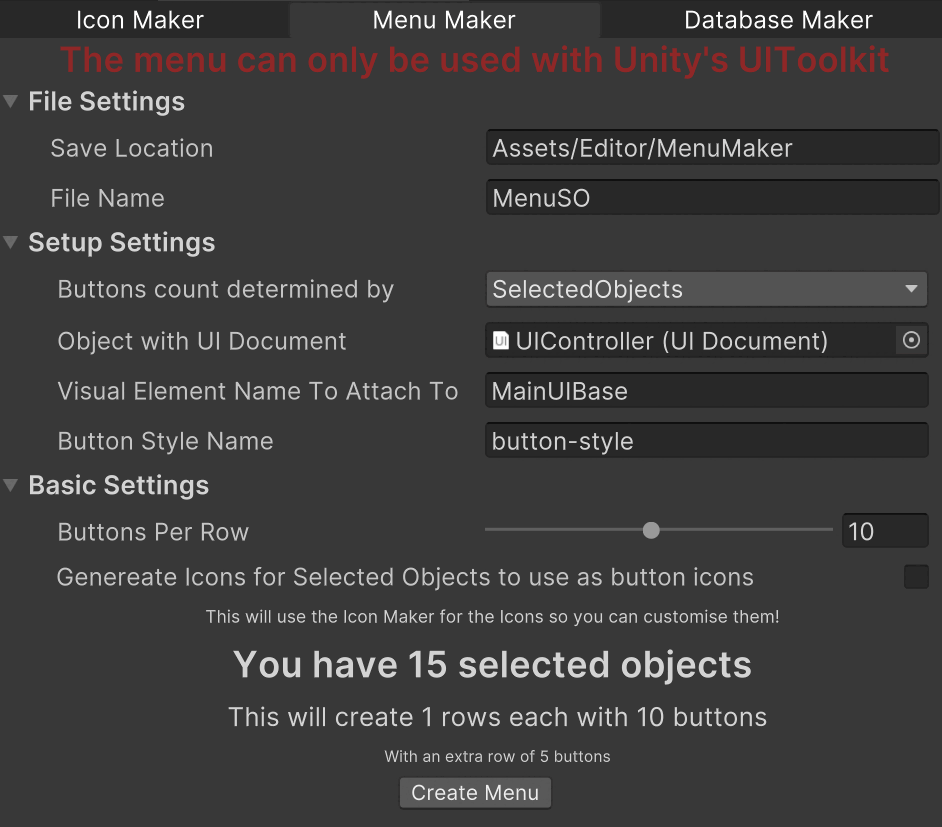 Icon Maker Menu Maker Database Maker
The menu can only be used with Unity's UIToolkit
File Settings
Save Location Assets/Editor/MenuMaker
File Name MenuSO
Setup Settings
Buttons count determined by SelectedObjects
Object with UI Document UIController (UI Document)
Visual Element Name To Attach To MainUIBase
Button Style Name button-style
Basic Settings
Buttons Per Row 10
Genereate Icons for Selected Objects to use as button icons
This will use the Icon Maker for the Icons so you can customise them!
You have 15 selected objects
This will create 1 rows each with 10 buttons
With an extra row of 5 buttons
Create Menu